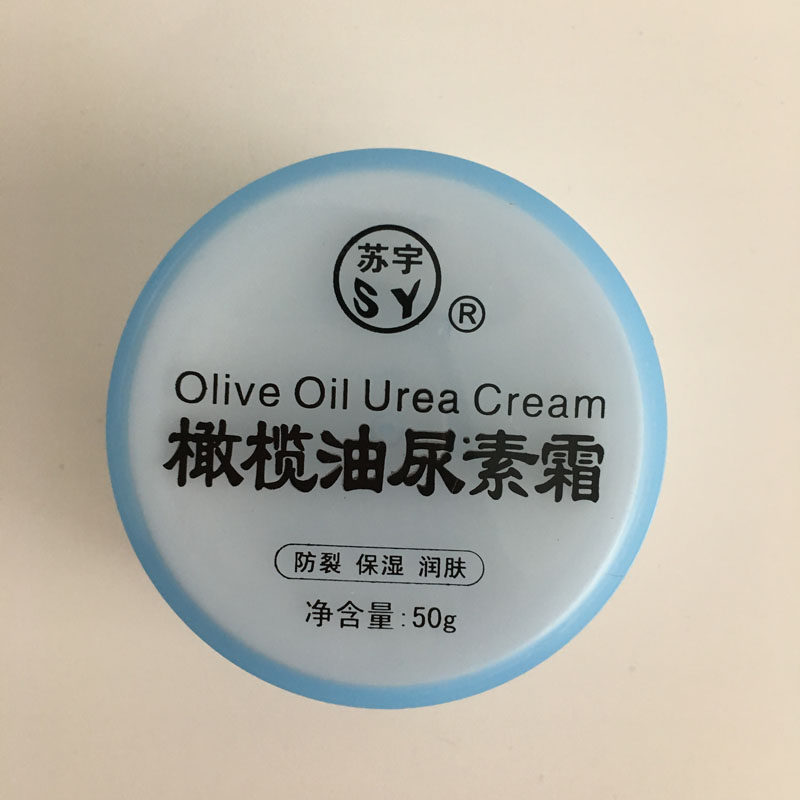 苏宇
SY®
Olive Oil Urea Cream
橄榄油尿素霜
防裂 保湿 润肤
净含量:50g